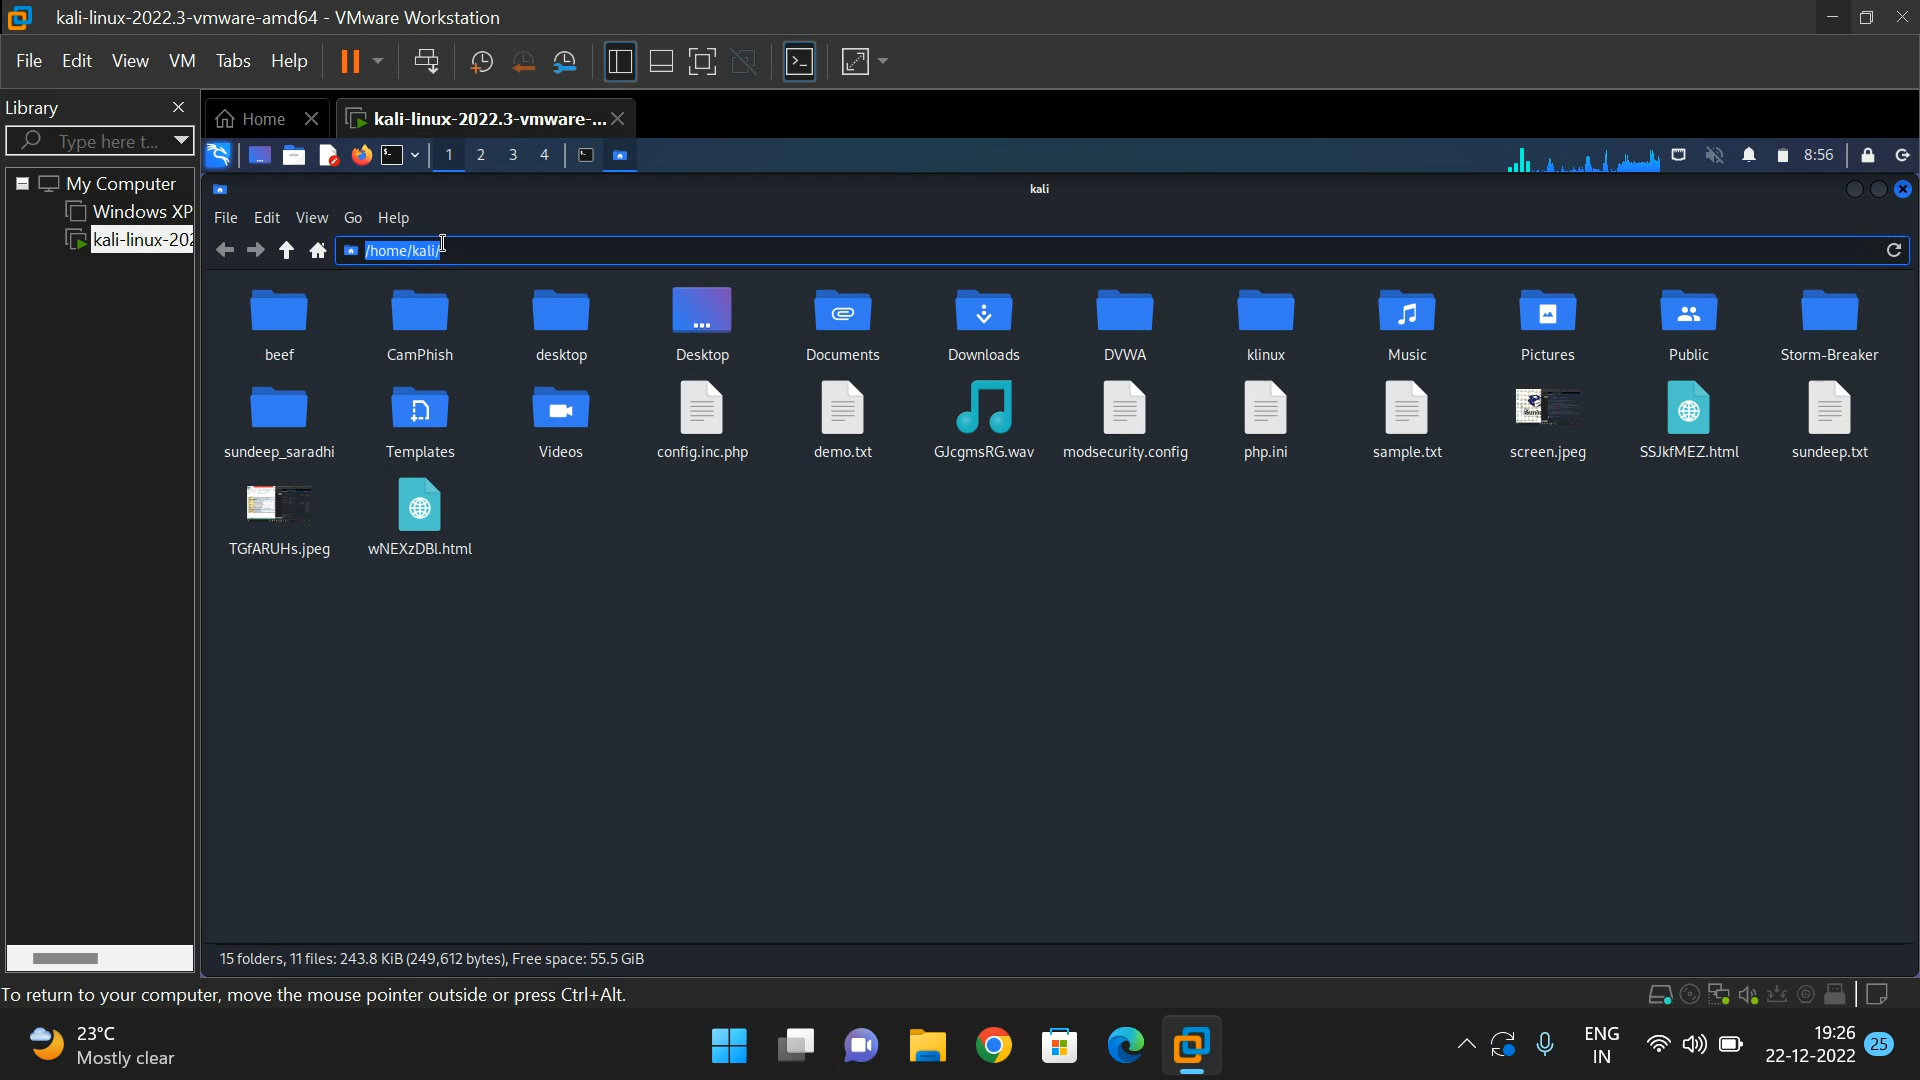 kali-linux-2022.3-vmware-amd64 - VMware Workstation
File Edit View VM Tabs Help
Library
Home kali-linux-2022.3-vmware-...
Type here t...
1 2 3 4 8:56
My Computer
Windows XP
kali-linux-202
kali
File Edit View Go Help
/home/kali/
beef CamPhish desktop Desktop Documents Downloads DVWA klinux Music Pictures Public Storm-Breaker
sundeep_saradhi Templates Videos config.inc.php demo.txt GJcgmsRG.wav modsecurity.config php.ini sample.txt screen.jpeg SSJkfMEZ.html sundeep.txt
TGfARUHs.jpeg wNEXzDBl.html
15 folders, 11 files: 243.8 KiB (249,612 bytes), Free space: 55.5 GiB
To return to your computer, move the mouse pointer outside or press Ctrl+Alt.
23°C
Mostly clear
ENG
IN
19:26
22-12-2022
25